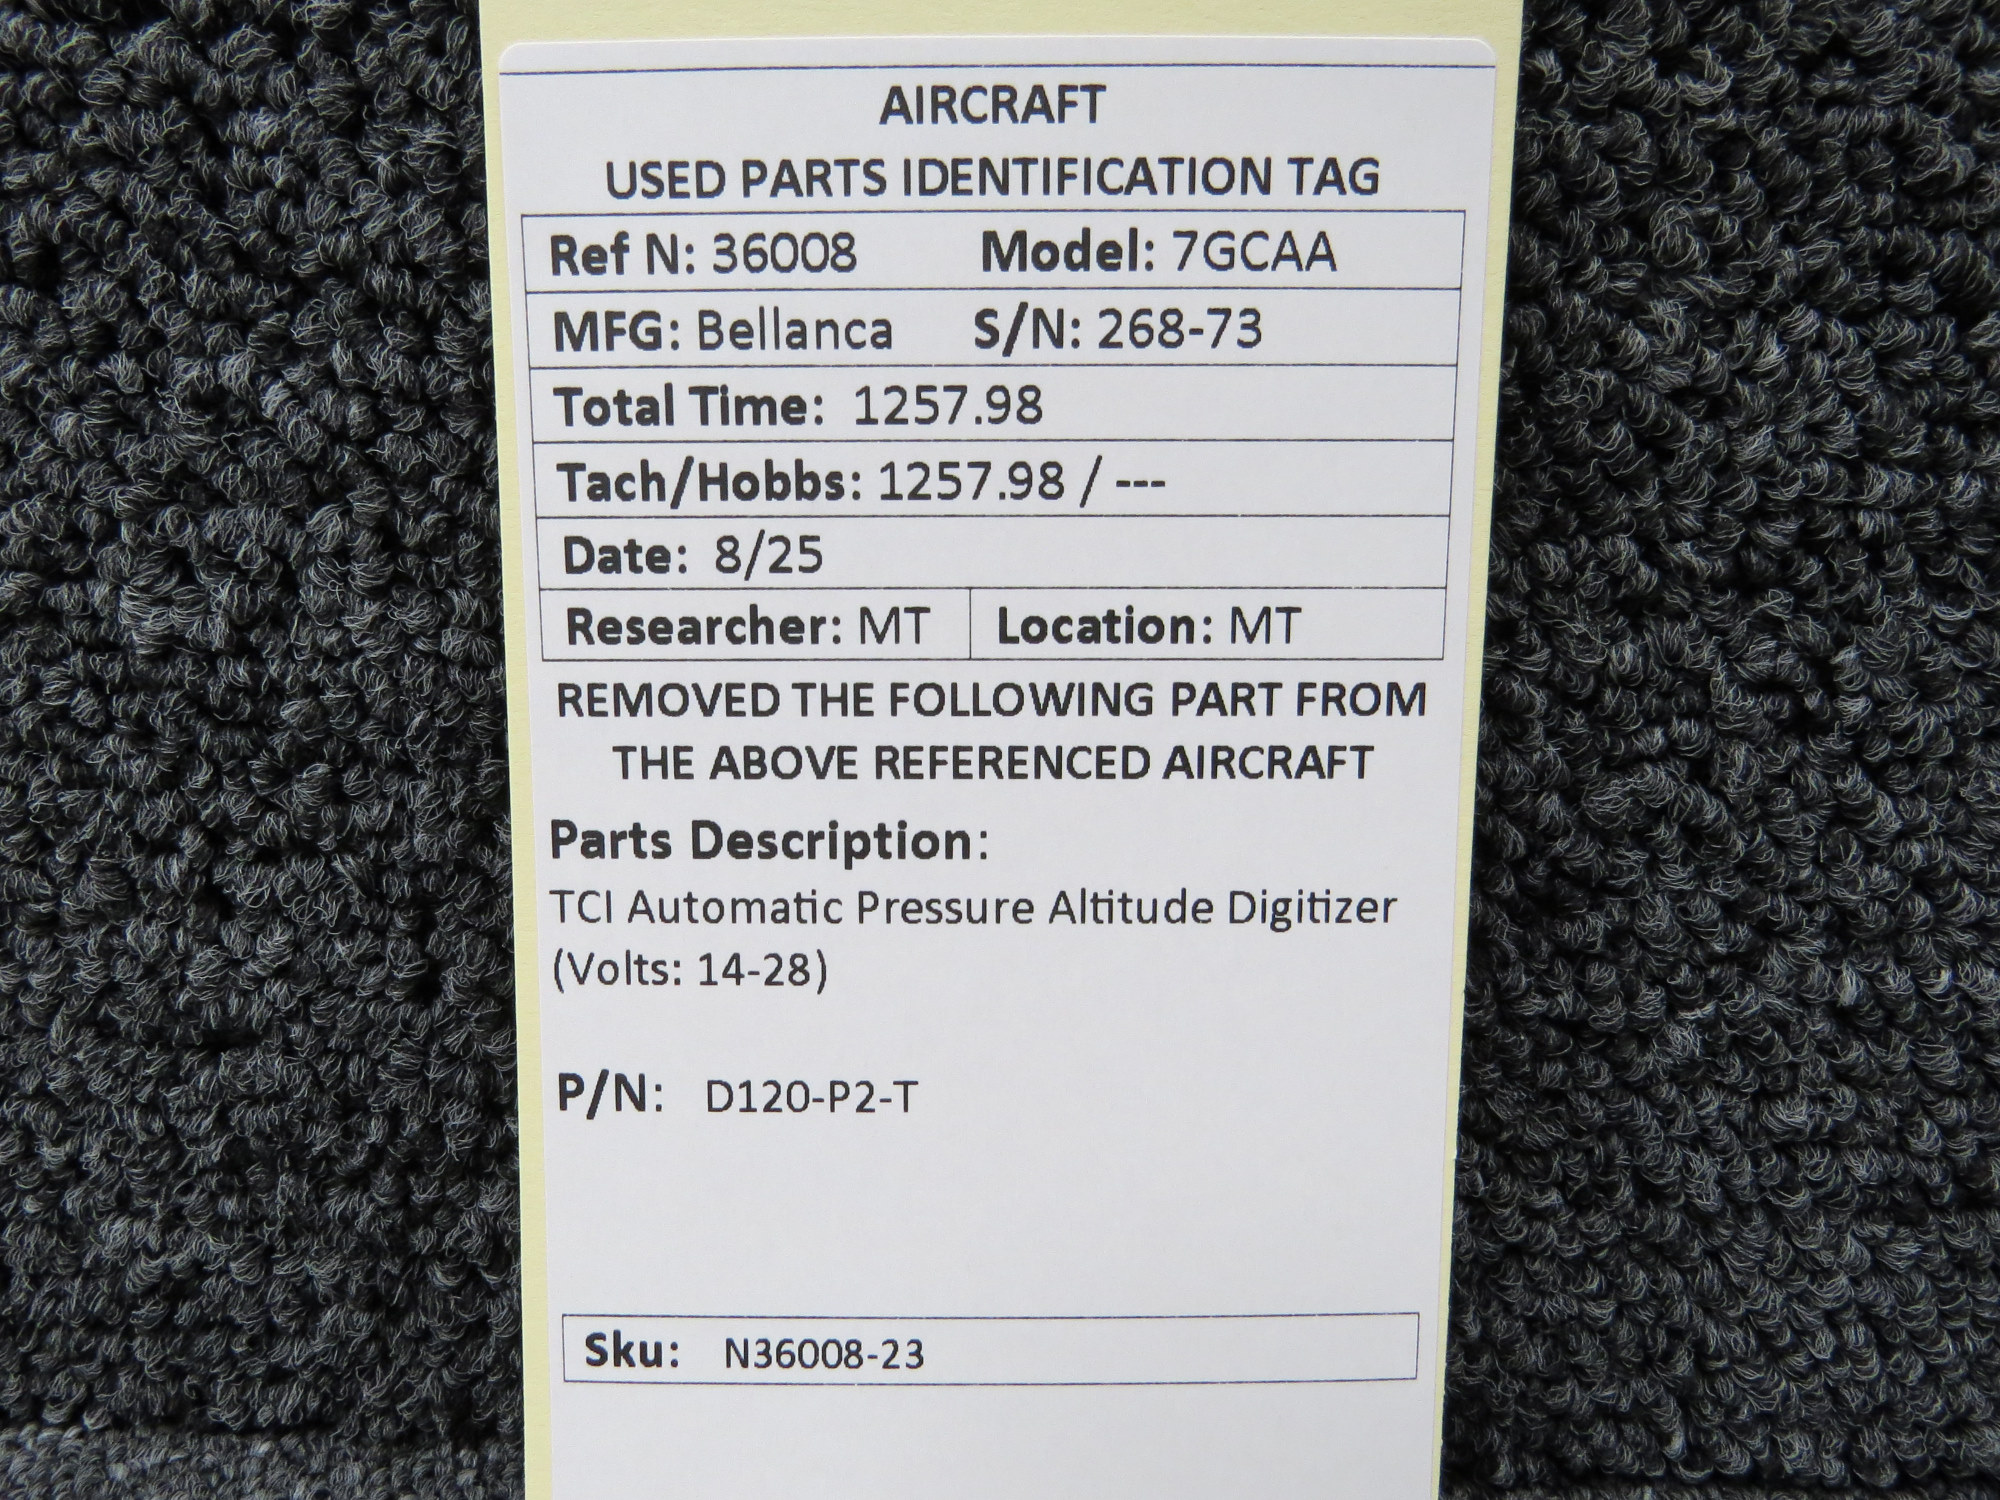 AIRCRAFT
USED PARTS IDENTIFICATION TAG
Ref N: 36008 Model: 7GCAA
MFG: Bellanca S/N: 268-73
Total Time: 1257.98
Tach/Hobbs: 1257.98 / ---
Date: 8/25
Researcher: MT Location: MT
REMOVED THE FOLLOWING PART FROM
THE ABOVE REFERENCED AIRCRAFT
Parts Description:
TCI Automatic Pressure Altitude Digitizer
(Volts: 14-28)
P/N: D120-P2-T
Sku: N36008-23